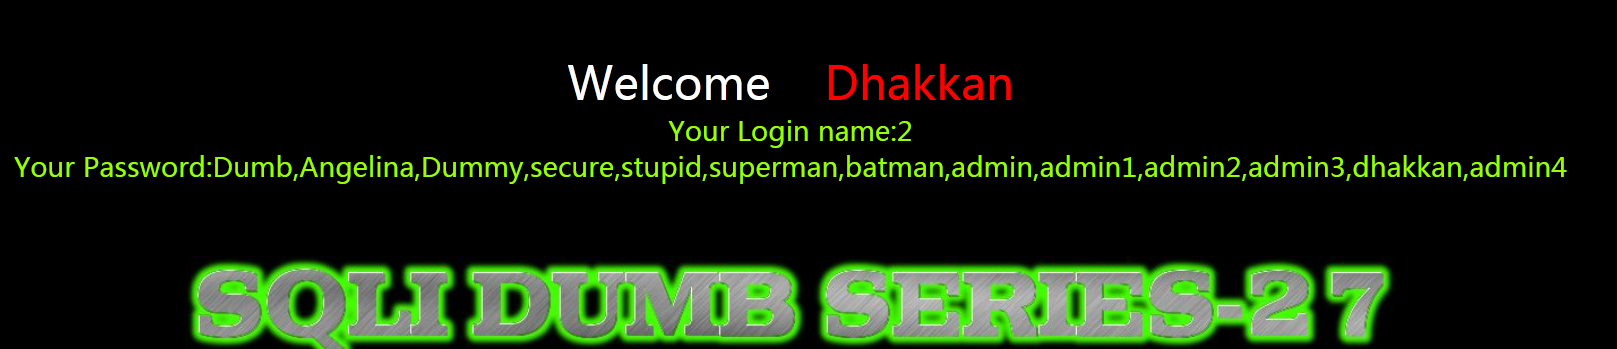 Welcome Dhakkan
Your Login name:2
Your Password:Dumb,Angelina,Dummy,secure,stupid,superman,batman,admin,admin1,admin2,admin3,dhakkan,admin4
SQLI DUMB SERIES-27